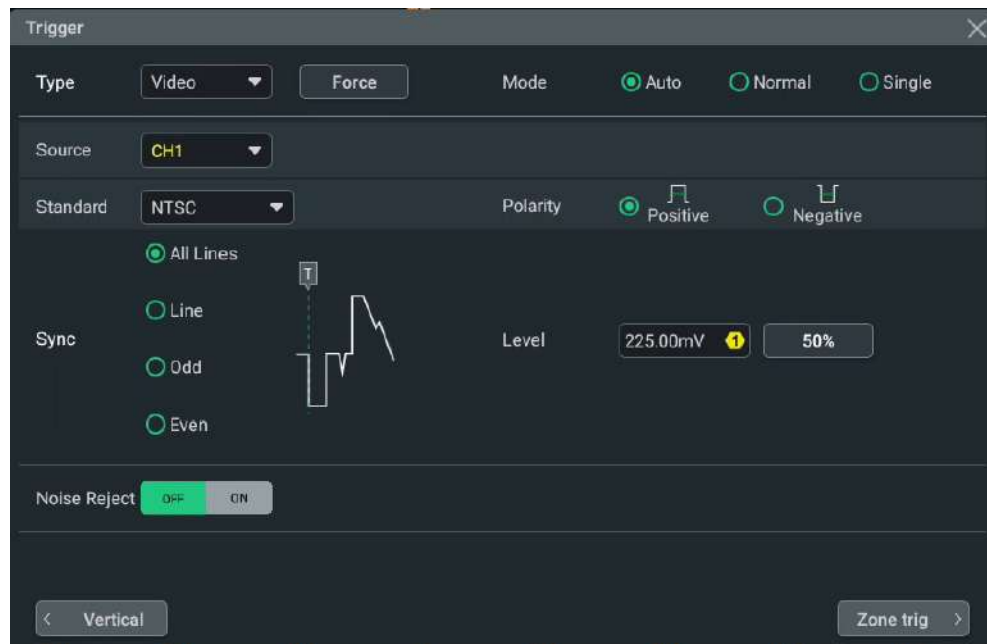 Trigger
Type Video Force Mode Auto Normal Single
Source CH1
Standard NTSC Polarity Positive Negative
All Lines
T
Line
Sync Level 225.00mV 1 50%
Odd
Even
Noise Reject OFF ON
< Vertical Zone trig >